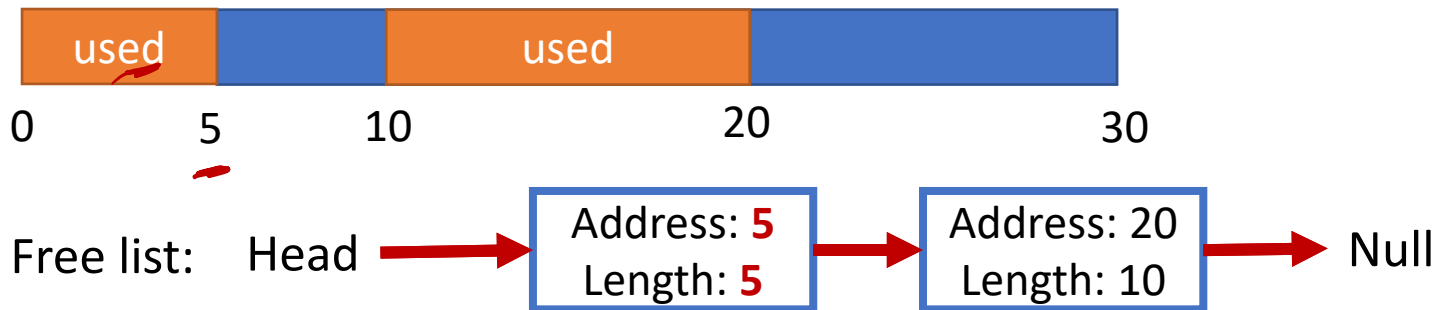 used used
0 5 10 20 30
Free list: Head Address: 5 Address: 20 Null
Length: 5 Length: 10